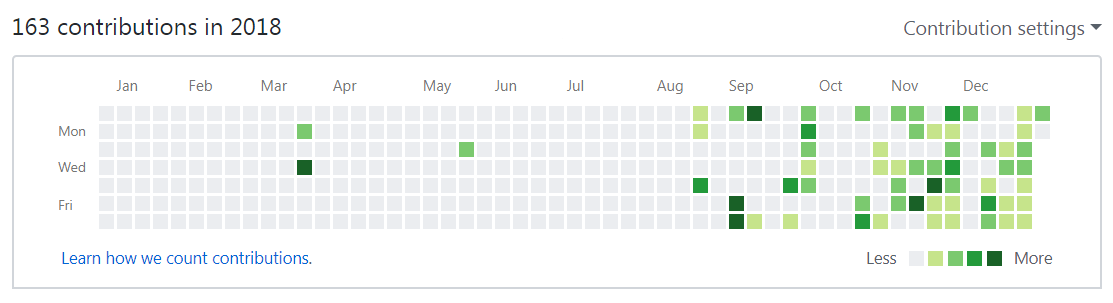 163 contributions in 2018
Contribution settings
Jan Feb Mar Apr May Jun Jul Aug Sep Oct Nov Dec
Mon
Wed
Fri
Learn how we count contributions.
Less More